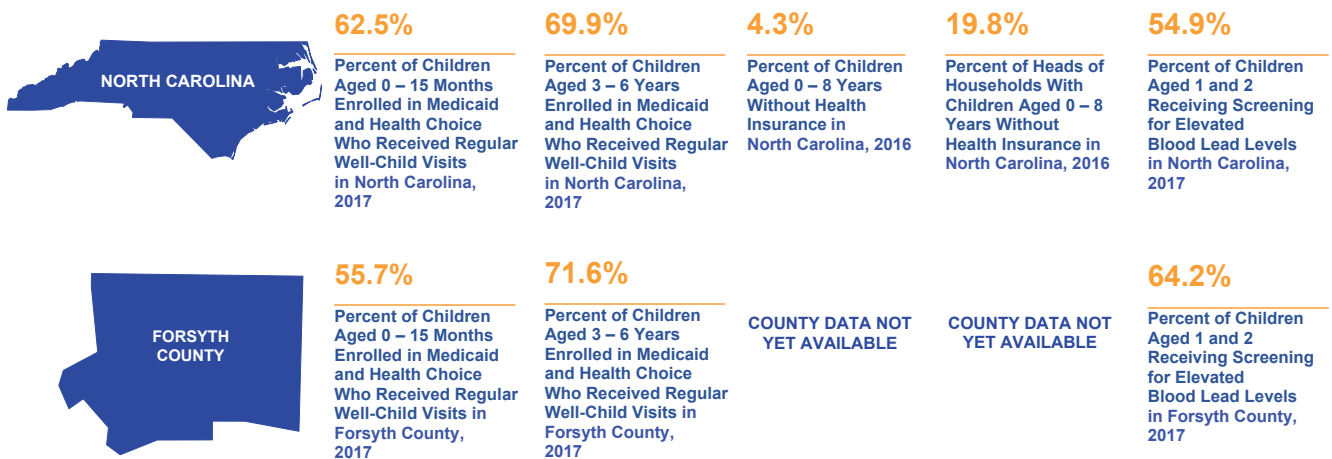 NORTH CAROLINA
62.5%
Percent of Children
Aged 0 – 15 Months
Enrolled in Medicaid
and Health Choice
Who Received Regular
Well-Child Visits
in North Carolina,
2017
69.9%
Percent of Children
Aged 3 – 6 Years
Enrolled in Medicaid
and Health Choice
Who Received Regular
Well-Child Visits
in North Carolina,
2017
4.3%
Percent of Children
Aged 0 – 8 Years
Without Health
Insurance in
North Carolina, 2016
19.8%
Percent of Heads of
Households With
Children Aged 0 – 8
Years Without
Health Insurance in
North Carolina, 2016
54.9%
Percent of Children
Aged 1 and 2
Receiving Screening
for Elevated
Blood Lead Levels
in North Carolina,
2017
FORSYTH
COUNTY
55.7%
Percent of Children
Aged 0 – 15 Months
Enrolled in Medicaid
and Health Choice
Who Received Regular
Well-Child Visits in
Forsyth County,
2017
71.6%
Percent of Children
Aged 3 – 6 Years
Enrolled in Medicaid
and Health Choice
Who Received Regular
Well-Child Visits in
Forsyth County,
2017
COUNTY DATA NOT
YET AVAILABLE
COUNTY DATA NOT
YET AVAILABLE
64.2%
Percent of Children
Aged 1 and 2
Receiving Screening
for Elevated
Blood Lead Levels
in Forsyth County,
2017